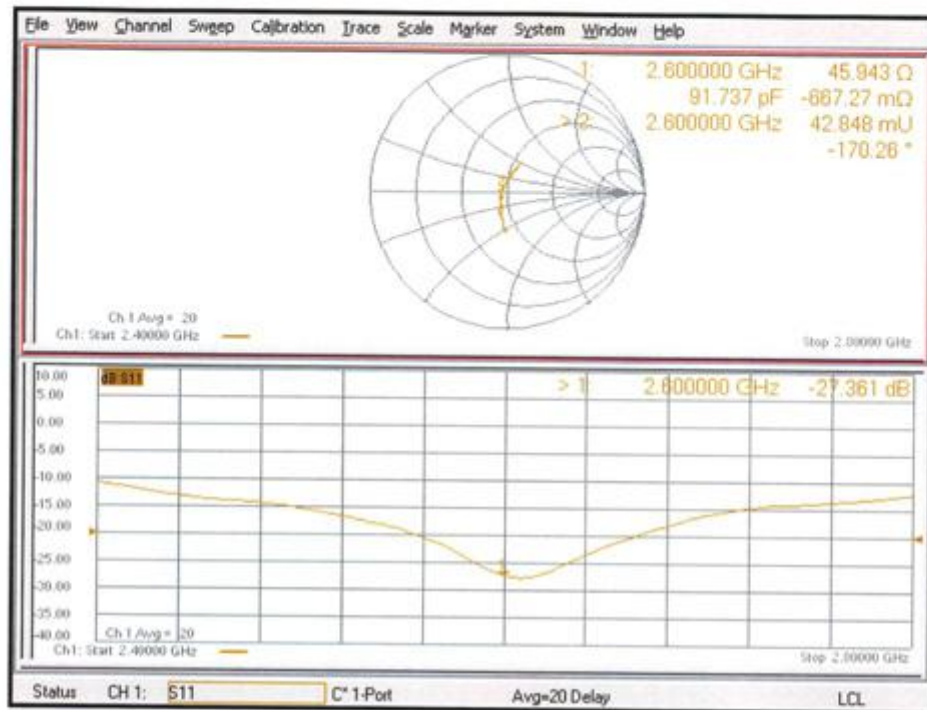 File View Channel Sweep Calibration Trace Scale Marker System Window Help
1: 2.600000 GHz 45.943 Ω
91.737 pF -667.27 mΩ
> 2: 2.600000 GHz 42.848 mU
-170.26 °
Ch 1 Avg = 20
Ch1: Start 2.40000 GHz
Stop 2.80000 GHz
10.00
dB S11
> 1: 2.600000 GHz -27.361 dB
5.00
0.00
-5.00
-10.00
-15.00
-20.00
-25.00
1
-30.00
-35.00
-40.00
Ch 1 Avg = 20
Ch1: Start 2.40000 GHz
Stop 2.80000 GHz
Status CH 1: S11 C* 1-Port Avg=20 Delay LCL